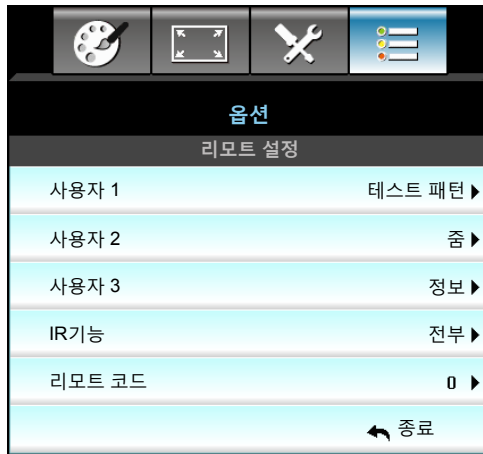 옵션
리모트 설정
사용자 1 테스트 패턴
사용자 2 줌
사용자 3 정보
IR기능 전부
리모트 코드 0
종료